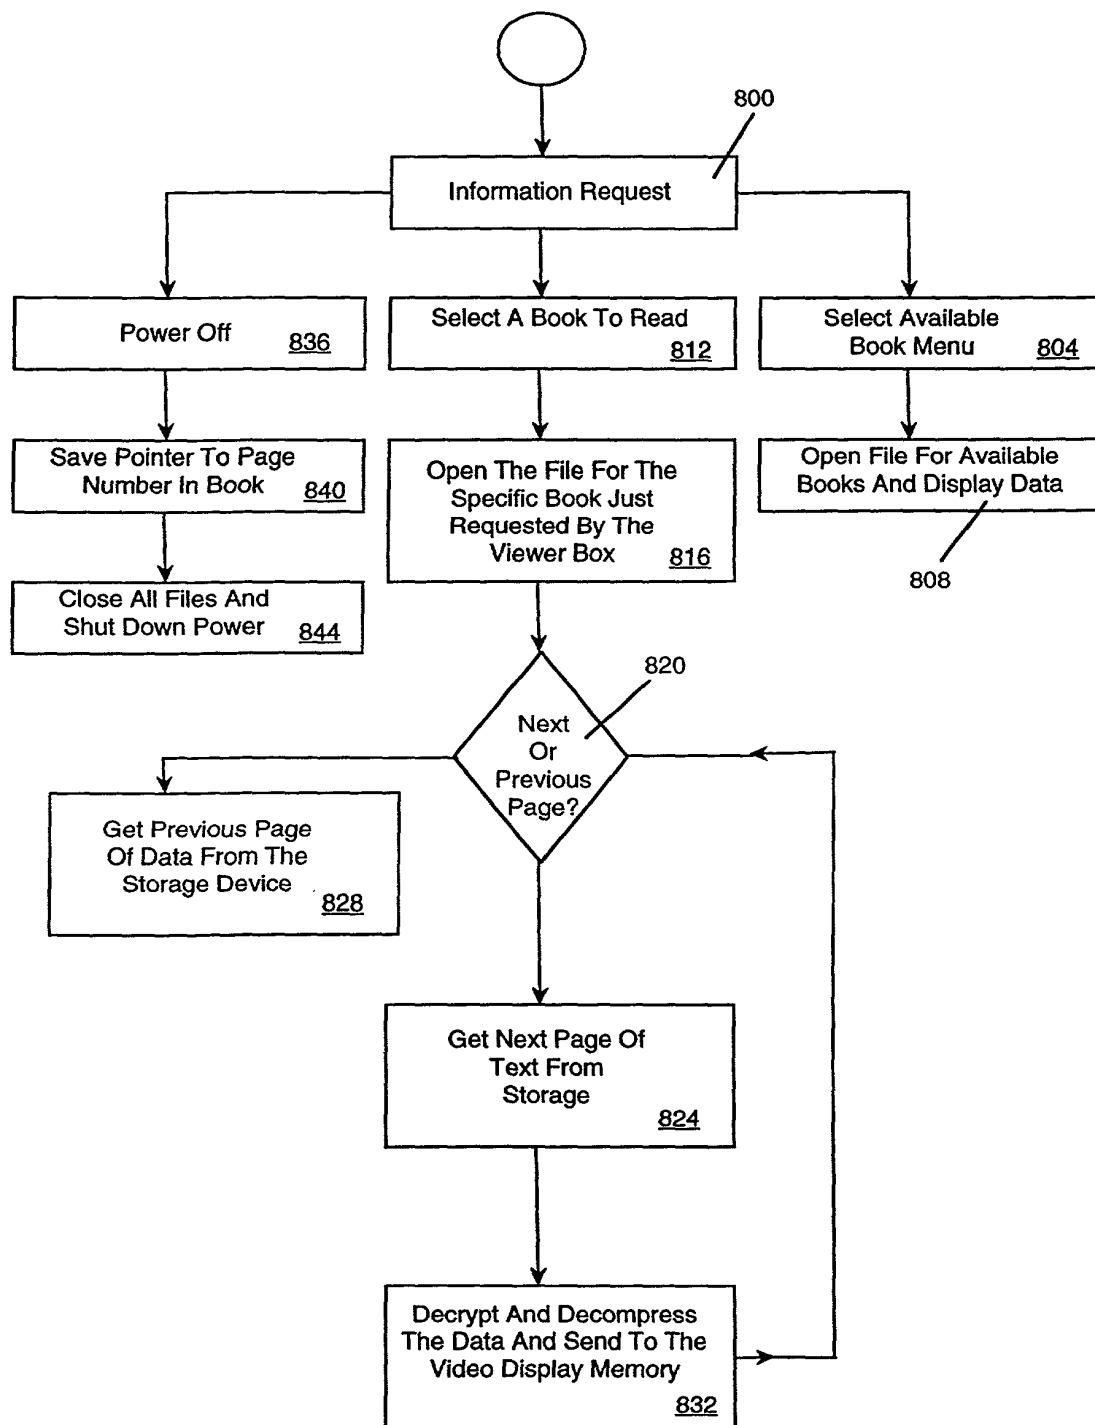 800
Information Request
Power Off
836
Select A Book To Read
812
Select Available
Book Menu
804
Save Pointer To Page
Number In Book
840
Open The File For The
Specific Book Just
Requested By The
Viewer Box
816
Open File For Available
Books And Display Data
808
Close All Files And
Shut Down Power
844
820
Next
Or
Previous
Page?
Get Previous Page
Of Data From The
Storage Device
828
Get Next Page Of
Text From
Storage
824
Decrypt And Decompress
The Data And Send To The
Video Display Memory
832